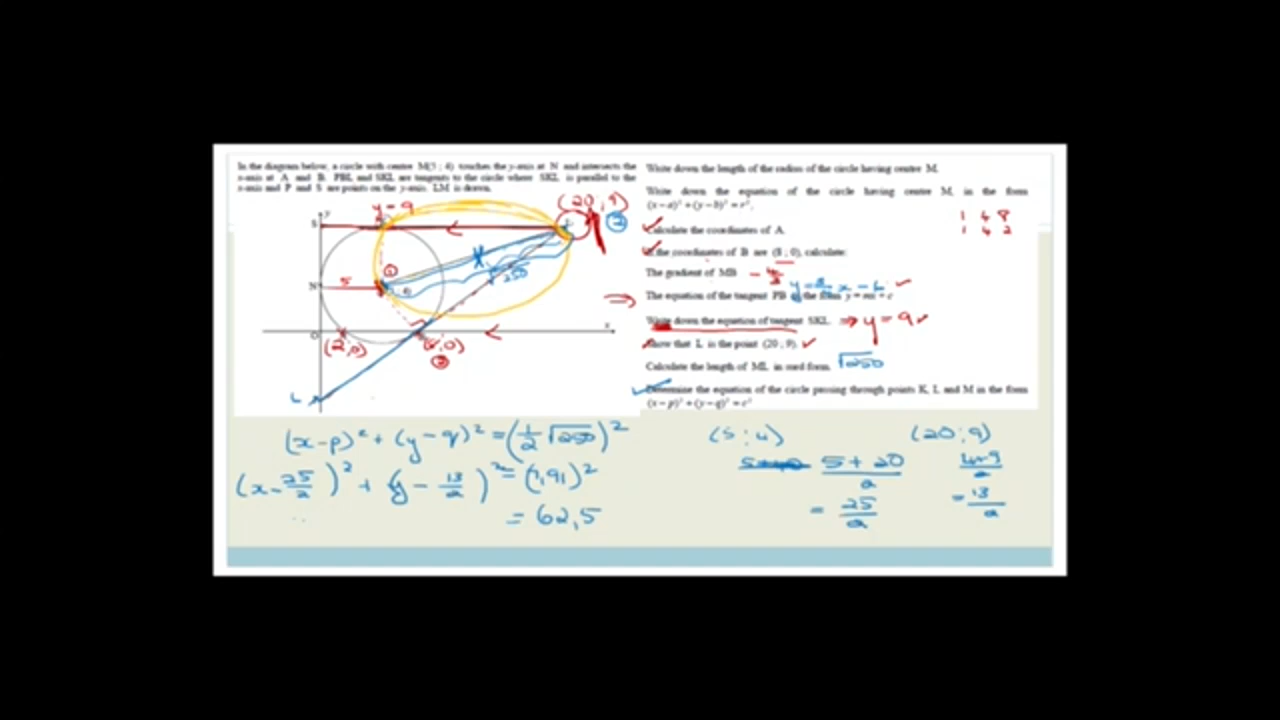 In the diagram below, a circle with centre M(5 ; 4) touches the y-axis at N and intersects the
x-axis at A and B. PBL and SKL are tangents to the circle where SKL is parallel to the
x-axis and P and S are points on the y-axis. LM is drawn.
y = 9
(20 ; 9)
y
S
2
1
5
N
√250
x
O
(2,0)
L
Write down the length of the radius of the circle having centre M.
Write down the equation of the circle having centre M, in the form
(x−a)²+(y−b)²=r².
1 4 8
1 4 2
Calculate the coordinates of A.
the coordinates of B are (8 ; 0), calculate:
The gradient of MB
The equation of the tangent PB in the form y=mx+c
Write down the equation of tangent SKL ⇒ y = 9
Show that L is the point (20 ; 9).
Calculate the length of ML in surd form. √250
Determine the equation of the circle passing through points K, L and M in the form
(x−p)²+(y−q)²=c²
(x−p)² + (y−q)² = (1/2 √250)²
(x − 25/2)² + (y − 13/2)² = (7,91)²
= 62,5
(5 ; 4)
(20 ; 9)
5 + 20 / 2
4+9 / 2
= 25/2
= 13/2